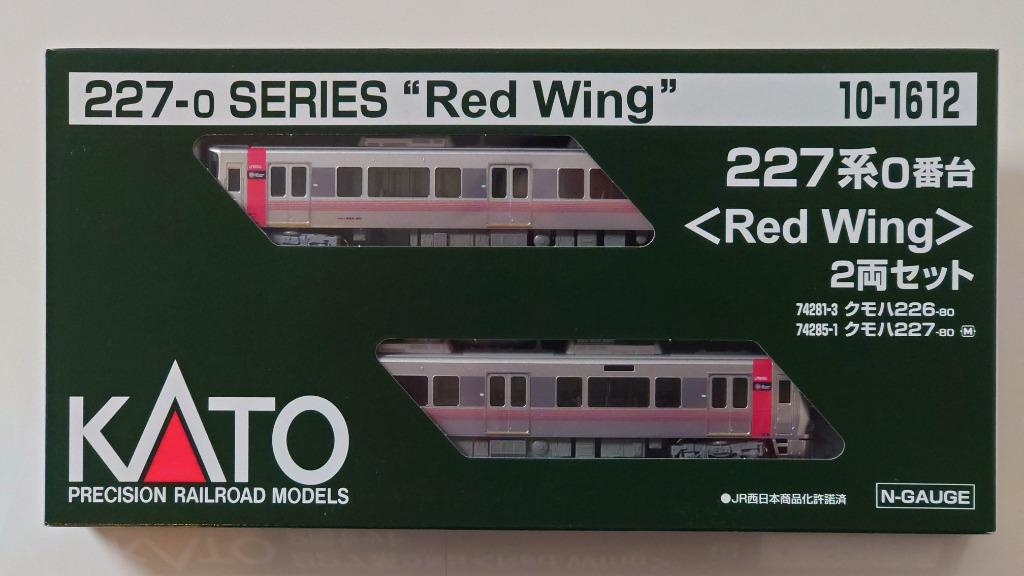 227-0 SERIES “Red Wing”
10-1612
227系0番台
<Red Wing>
2両セット
74281-3 クモハ226-80
74285-1 クモハ227-80 M
KATO
PRECISION RAILROAD MODELS
●JR西日本商品化許諾済
N-GAUGE